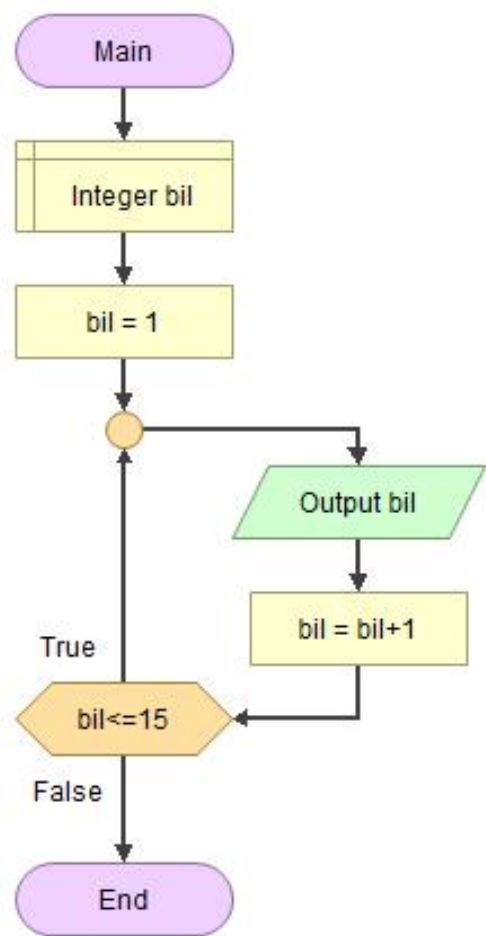 Main
Integer bil
bil = 1
Output bil
bil = bil+1
True
bil<=15
False
End